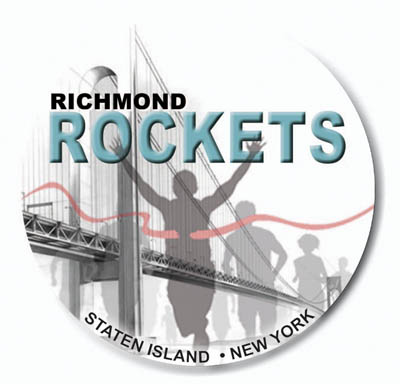 RICHMOND
ROCKETS
STATEN ISLAND • NEW YORK